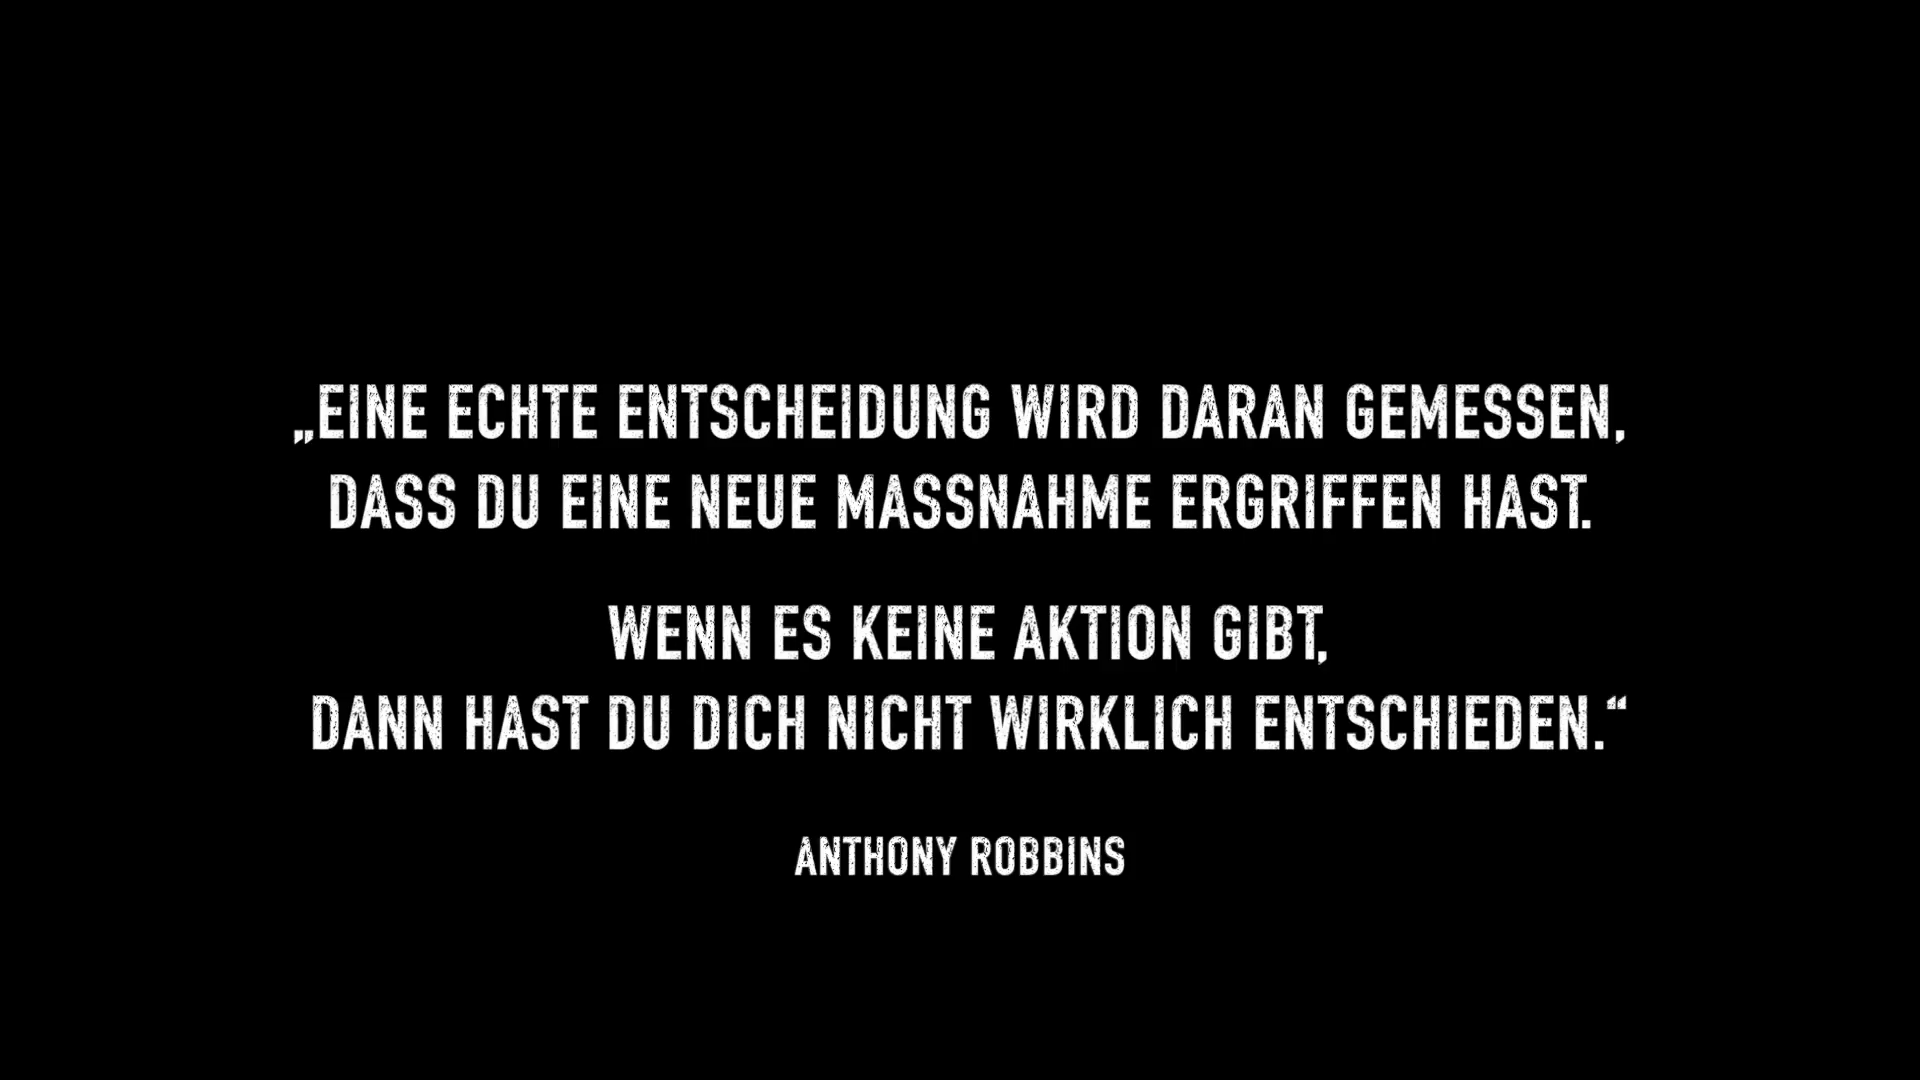 „EINE ECHTE ENTSCHEIDUNG WIRD DARAN GEMESSEN,
DASS DU EINE NEUE MASSNAHME ERGRIFFEN HAST.
WENN ES KEINE AKTION GIBT,
DANN HAST DU DICH NICHT WIRKLICH ENTSCHIEDEN.“
ANTHONY ROBBINS